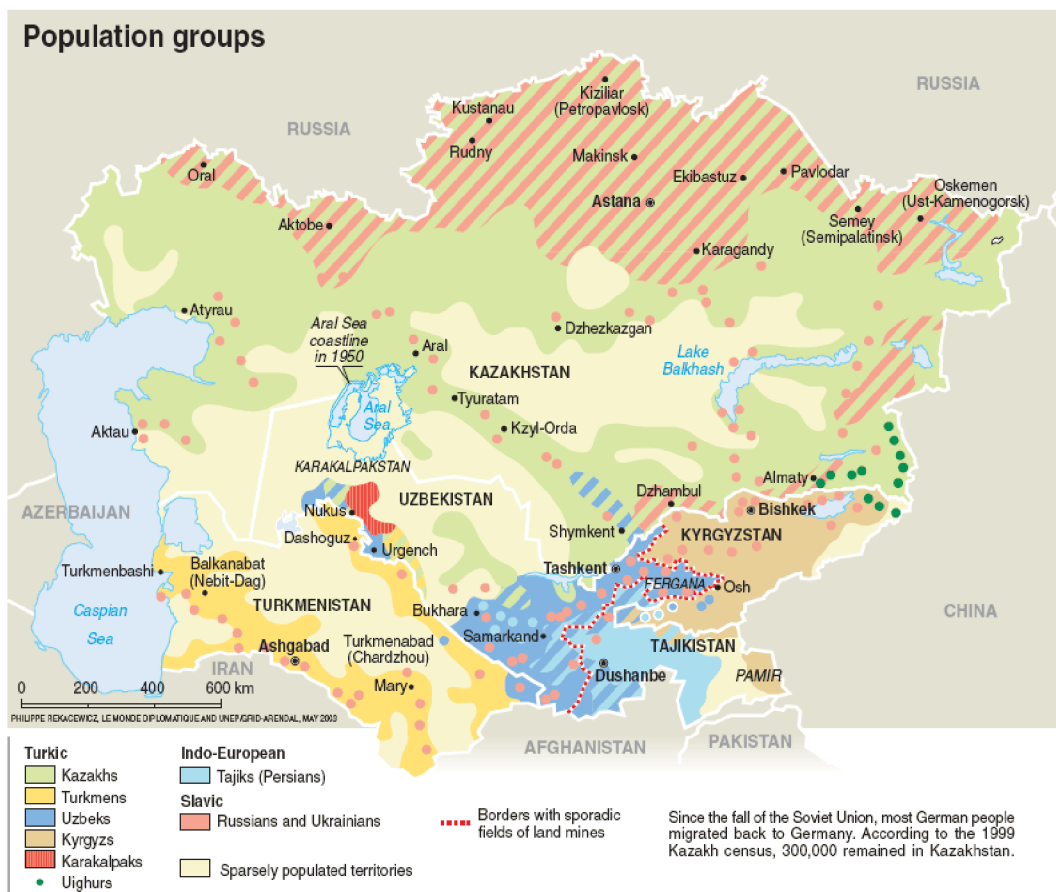 Population groups
RUSSIA
RUSSIA
Kiziliar
(Petropavlosk)
Kustanau
Rudny
Makinsk
Ekibastuz
Pavlodar
Oral
Astana
Oskemen
(Ust-Kamenogorsk)
Semey
(Semipalatinsk)
Aktobe
Karagandy
Atyrau
Aral Sea
coastline
in 1950
Dzhezkazgan
Aral
Lake
Balkhash
KAZAKHSTAN
Tyuratam
Aral
Sea
Kzyl-Orda
Aktau
KARAKALPAKSTAN
Almaty
Dzhambul
UZBEKISTAN
Nukus
Bishkek
AZERBAIJAN
Dashoguz
Shymkent
KYRGYZSTAN
Urgench
Turkmenbashi
Balkanabat
(Nebit-Dag)
Tashkent
FERGANA
Osh
TURKMENISTAN
Bukhara
CHINA
Caspian
Sea
Samarkand
Ashgabad
Turkmenabad
(Chardzhou)
TAJIKISTAN
IRAN
Dushanbe
PAMIR
Mary
0 200 400 600 km
PHILIPPE REKACEWICZ, LE MONDE DIPLOMATIQUE AND UNEP/GRID-ARENDAL, MAY 2003
AFGHANISTAN
PAKISTAN
Turkic
Kazakhs
Turkmens
Uzbeks
Kyrgyzs
Karakalpaks
Uighurs
Indo-European
Tajiks (Persians)
Slavic
Russians and Ukrainians
Sparsely populated territories
Borders with sporadic
fields of land mines
Since the fall of the Soviet Union, most German people
migrated back to Germany. According to the 1999
Kazakh census, 300,000 remained in Kazakhstan.